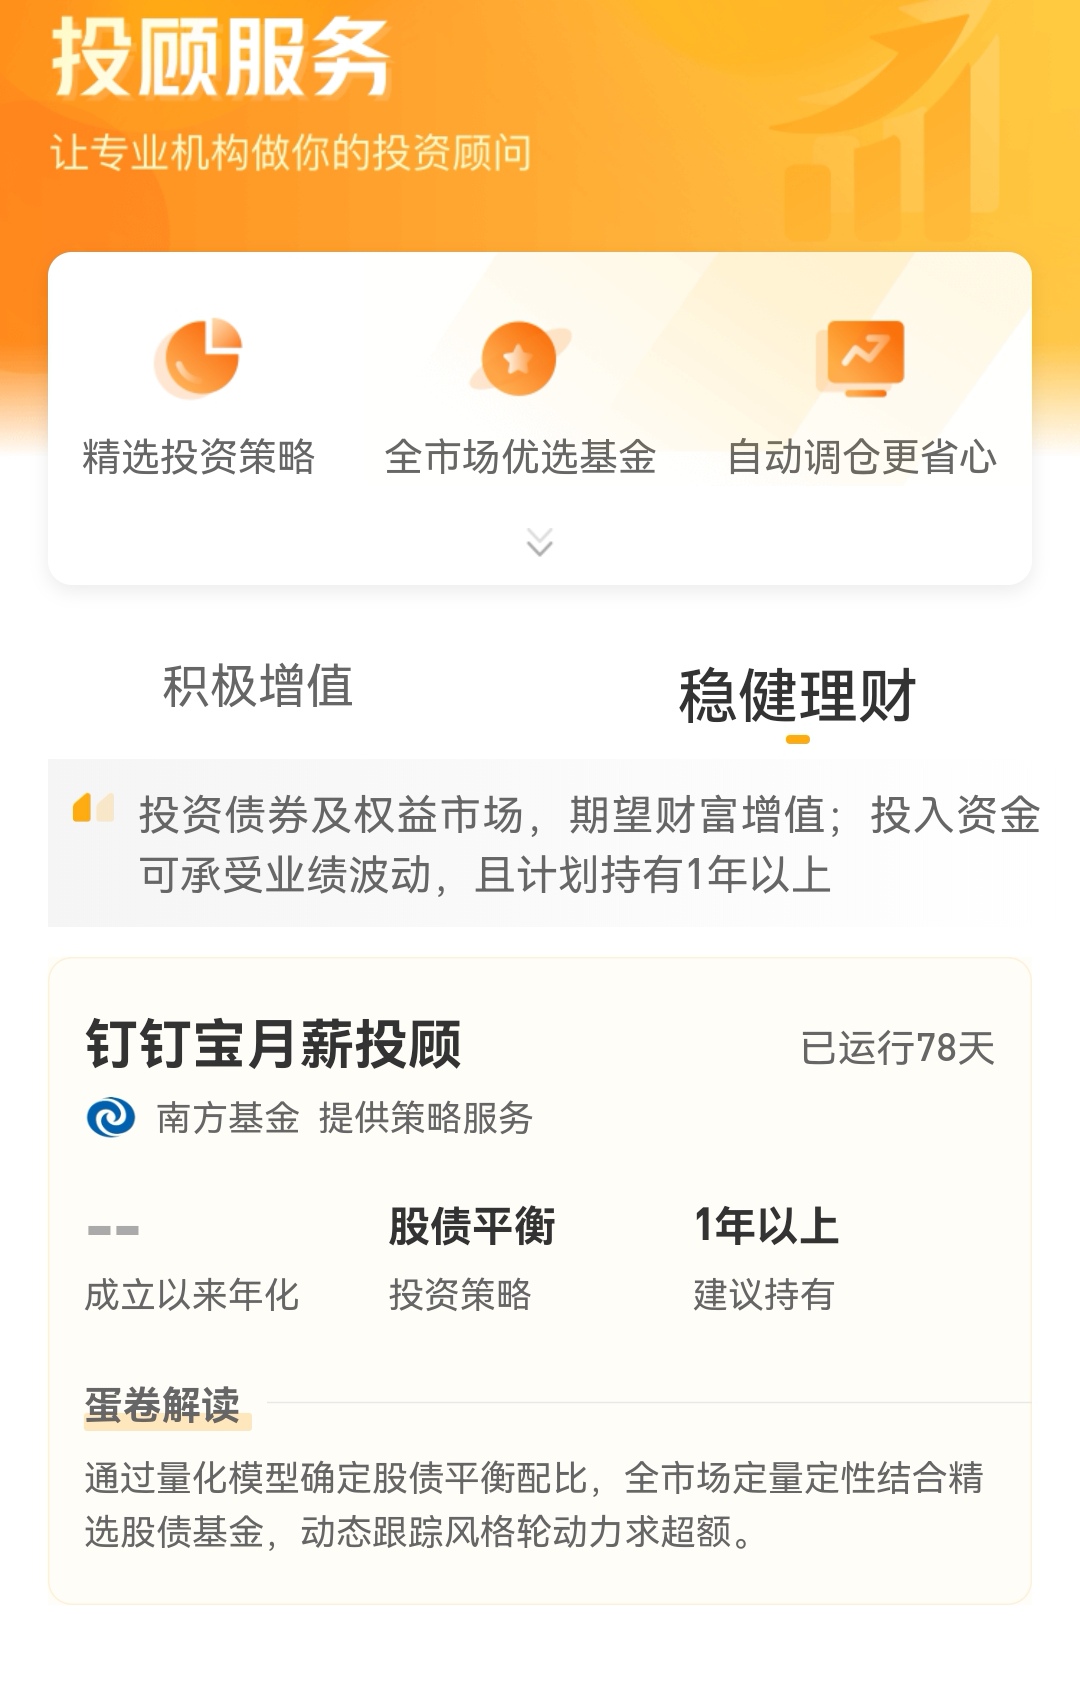 投顾服务
让专业机构做你的投资顾问
精选投资策略
全市场优选基金
自动调仓更省心
积极增值
稳健理财
投资债券及权益市场，期望财富增值；投入资金
可承受业绩波动，且计划持有1年以上
钉钉宝月薪投顾
已运行78天
南方基金 提供策略服务
--
股债平衡
1年以上
成立以来年化
投资策略
建议持有
蛋卷解读
通过量化模型确定股债平衡配比，全市场定量定性结合精
选股债基金，动态跟踪风格轮动力求超额。